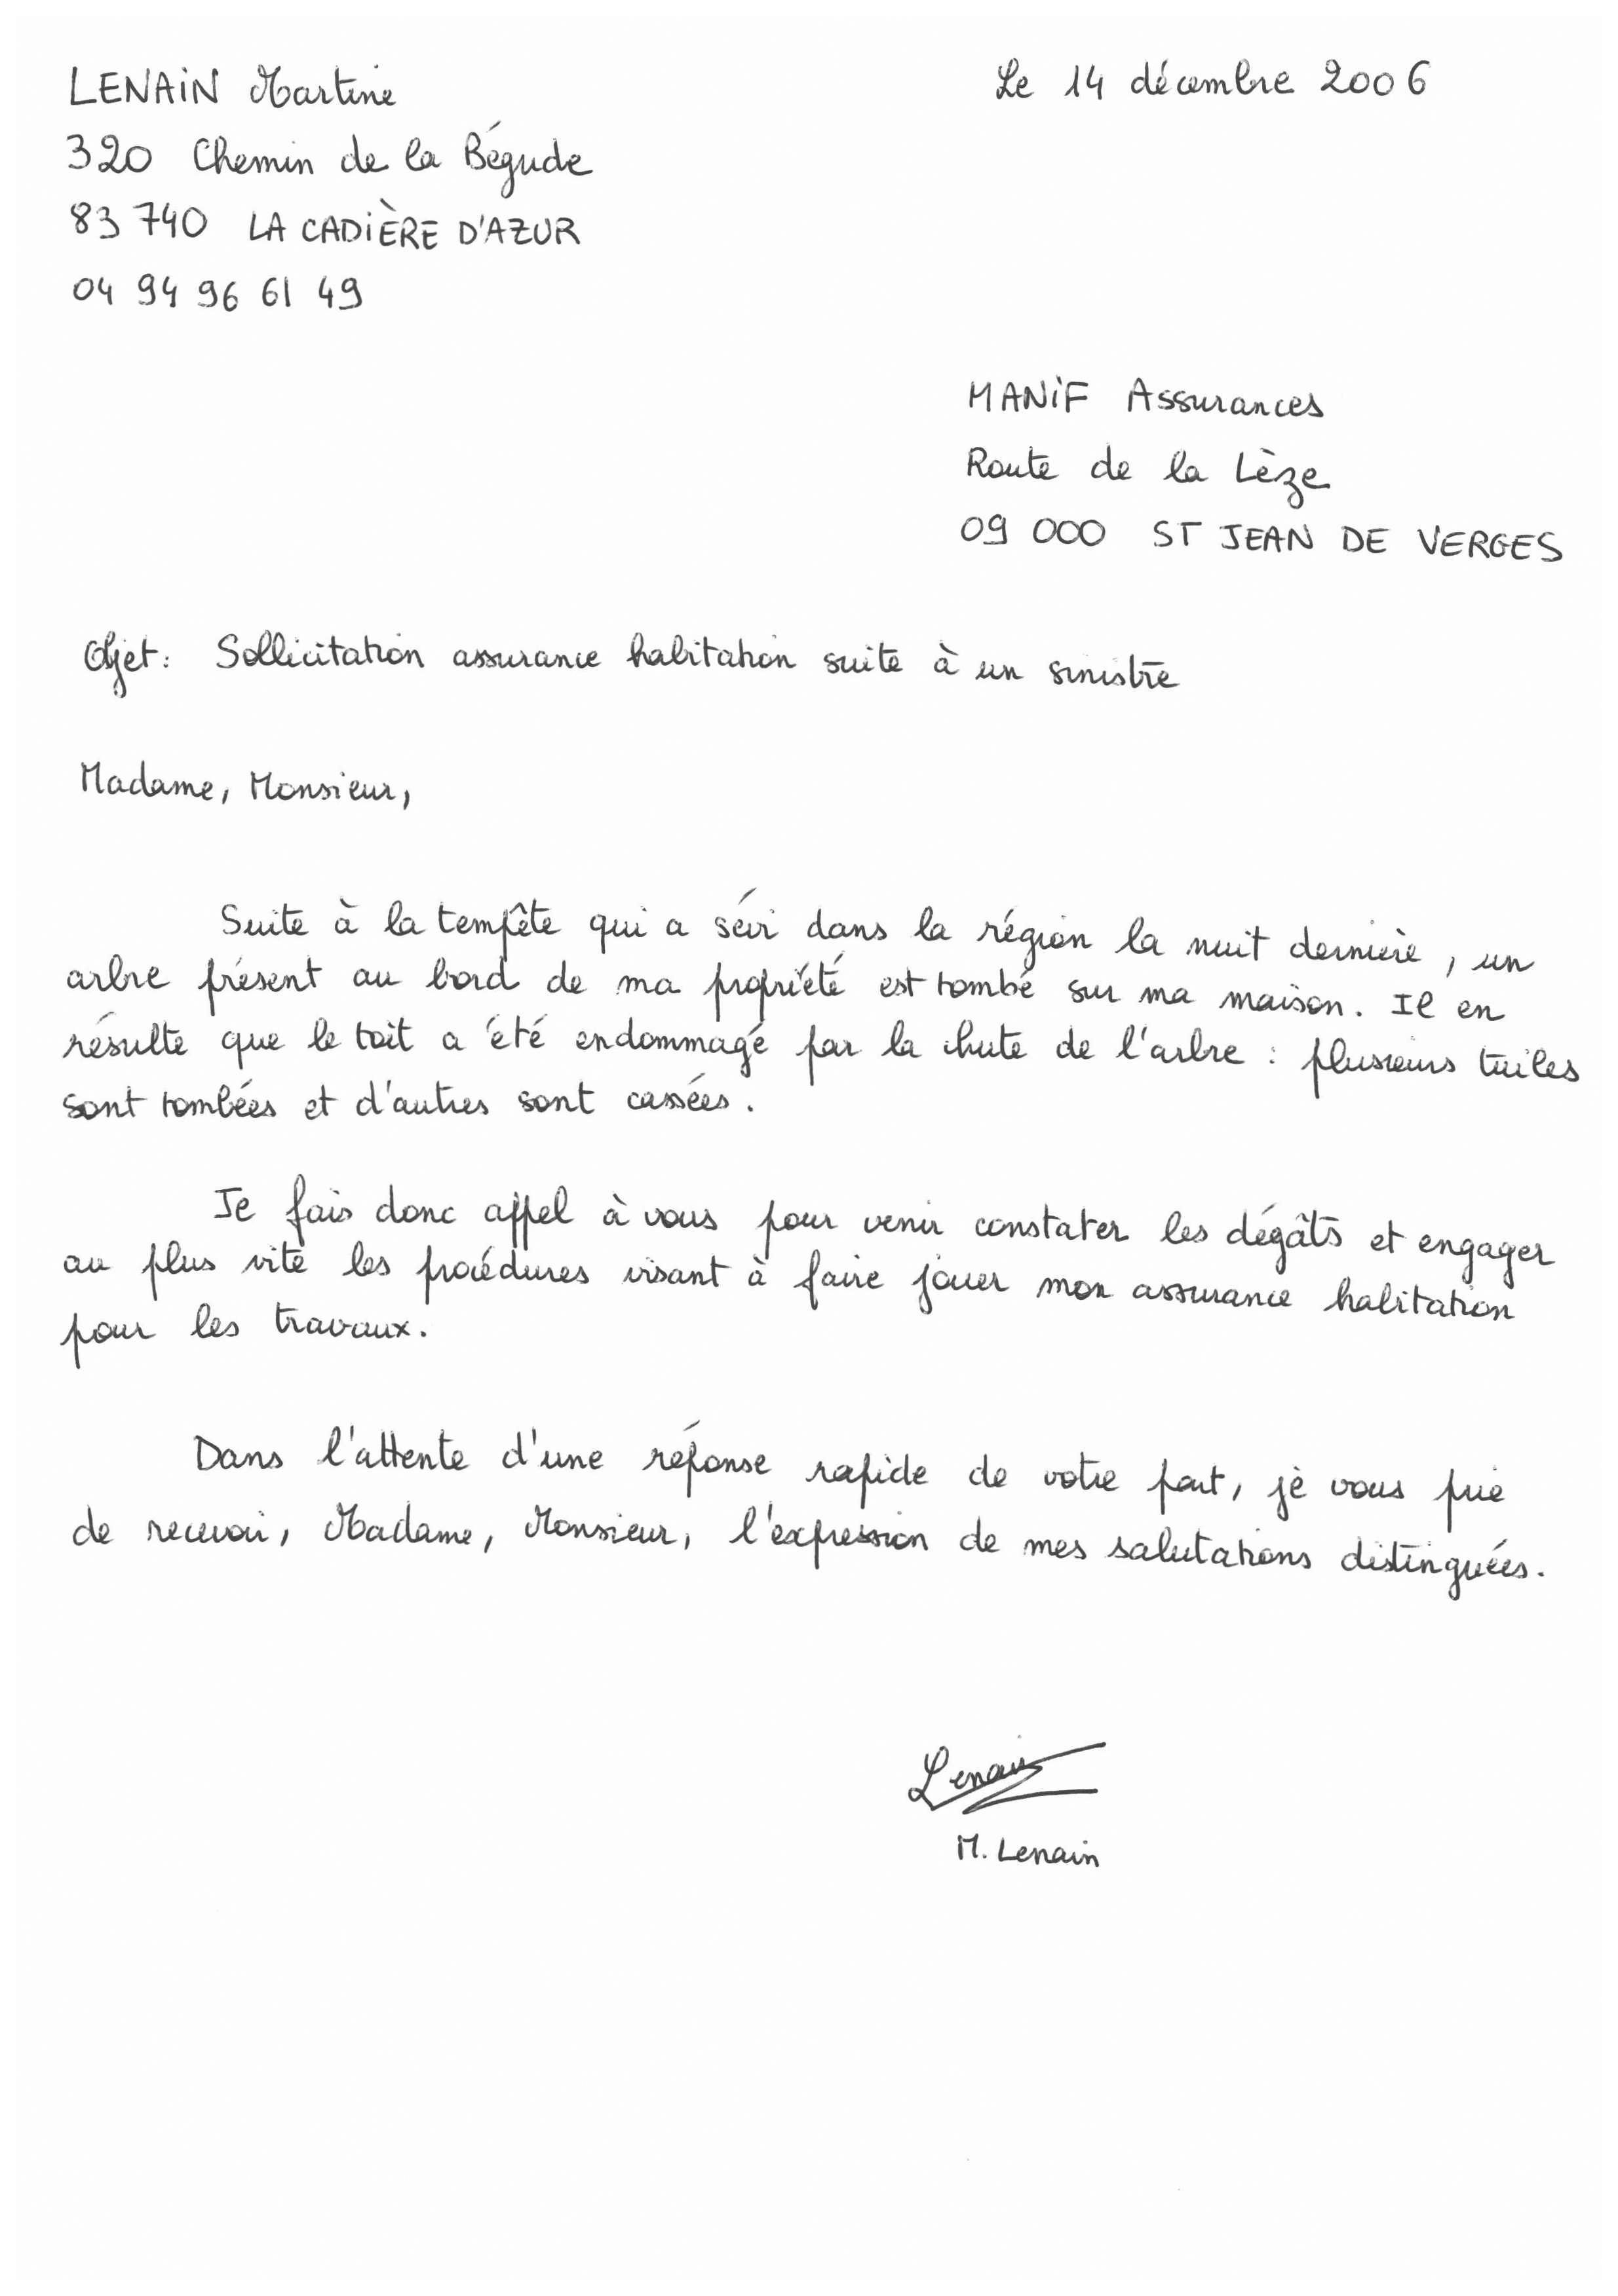 LENAIN Martine
Le 14 décembre 2006
320 Chemin de la Bégude
83 740 LA CADIÈRE D'AZUR
04 94 96 61 49
MANIF Assurances
Route de la Lèze
09 000 ST JEAN DE VERGES
Objet: Sollicitation assurance habitation suite à un sinistre
Madame, Monsieur,
Suite à la tempête qui a sévi dans la région la nuit dernière, un
arbre présent au bord de ma propriété est tombé sur ma maison. Il en
résulte que le toit a été endommagé par la chute de l'arbre : plusieurs tuiles
sont tombées et d'autres sont cassées.
Je fais donc appel à vous pour venir constater les dégâts et engager
au plus vite les procédures visant à faire jouer mon assurance habitation
pour les travaux.
Dans l'attente d'une réponse rapide de votre part, je vous prie
de recevoir, Madame, Monsieur, l'expression de mes salutations distinguées.
Lenain
M. Lenain